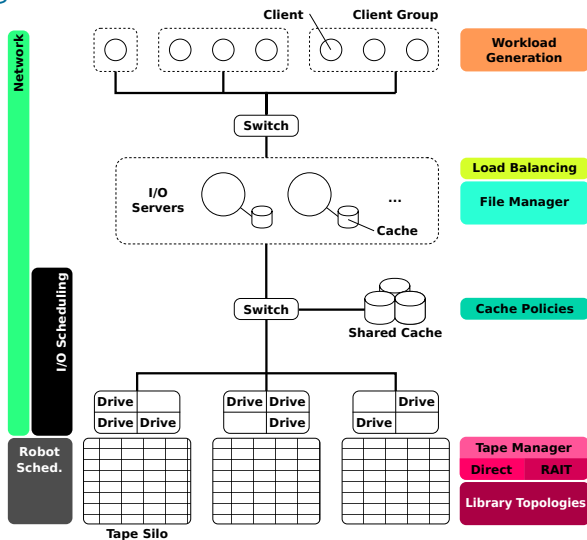 Client
Client Group
Network
Workload
Generation
Switch
Load Balancing
I/O
Servers
...
File Manager
Cache
I/O Scheduling
Switch
Cache Policies
Shared Cache
Drive
Drive Drive
Drive
Drive Drive
Drive
Drive
Robot
Sched.
Tape Manager
Direct RAIT
Library Topologies
Tape Silo